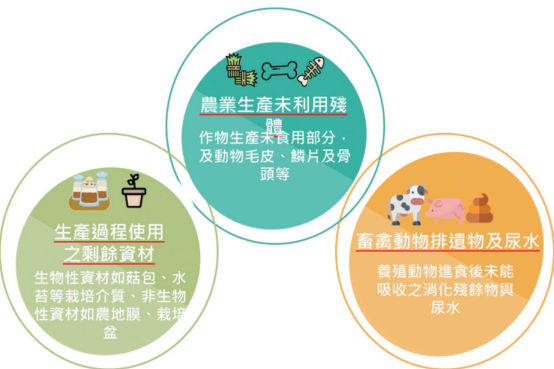 農業生產未利用殘
體
作物生產未食用部分，
及動物毛皮、鱗片及骨
頭等
生產過程使用
之剩餘資材
生物性資材如菇包、水
苔等栽培介質、非生物
性資材如農地膜、栽培
盆
畜禽動物排遺物及尿水
養殖動物進食後未能
吸收之消化殘餘物與
尿水